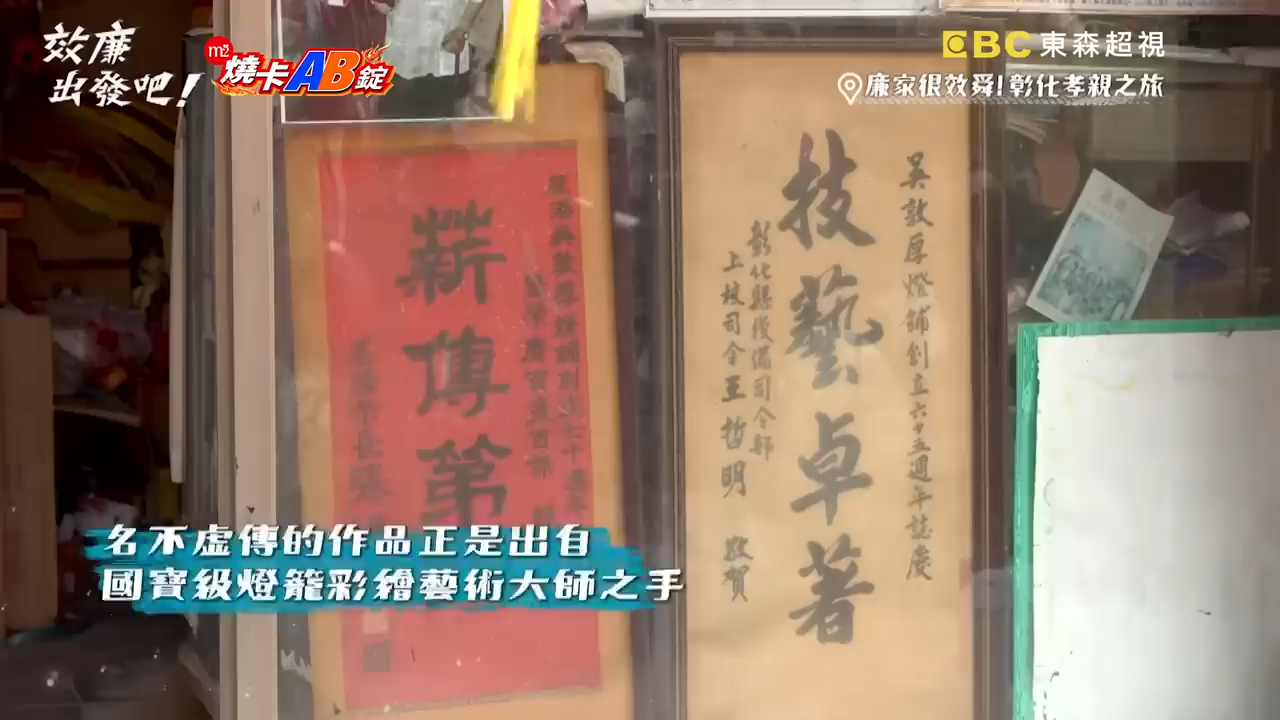 效廉
出發吧!
m2
燒卡AB錠
EBC東森超視
廉家很效舜!彰化孝親之旅
吳敦厚燈鋪創立六十五週年誌慶
技藝卓著
彰化縣後備司令部
上校司令王哲明 敬賀
薪傳第
名不虛傳的作品正是出自
國寶級燈籠彩繪藝術大師之手